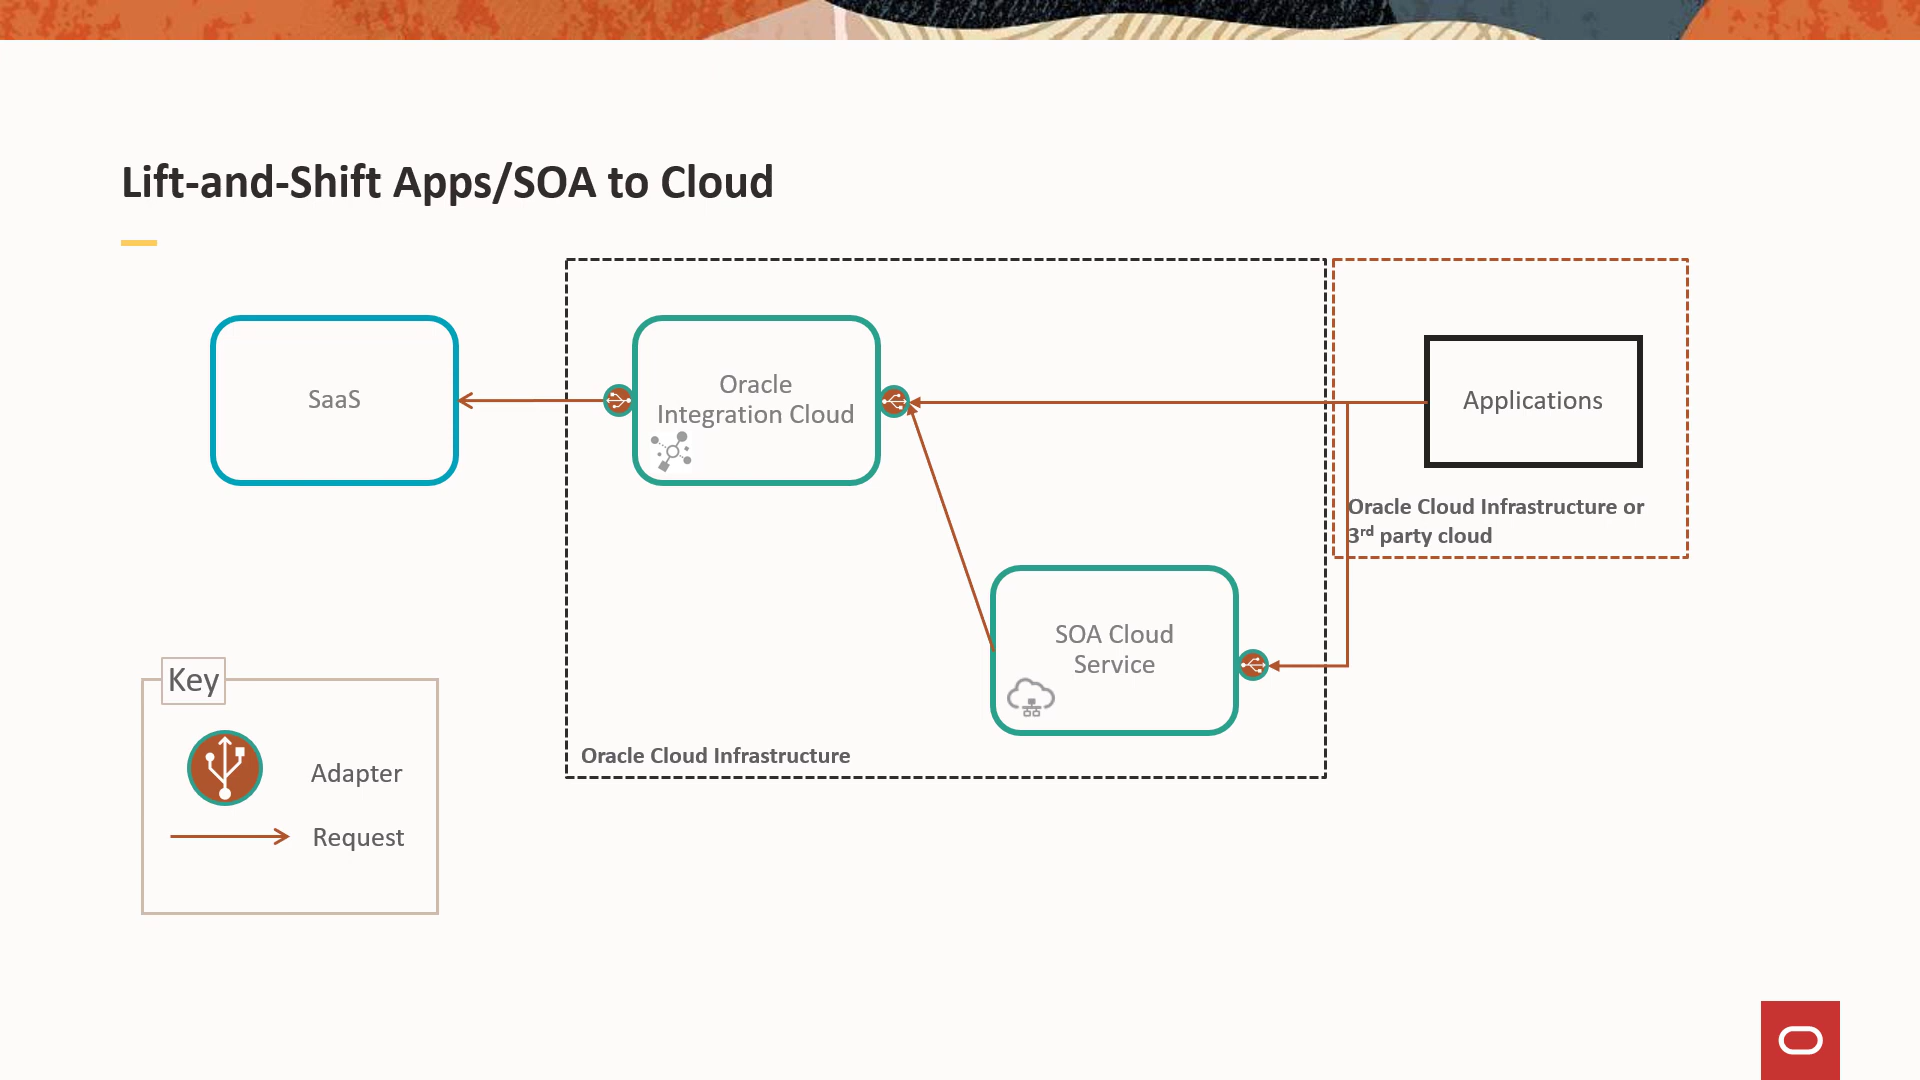 Lift-and-Shift Apps/SOA to Cloud
SaaS
Oracle
Integration Cloud
Applications
Oracle Cloud Infrastructure or
3rd party cloud
SOA Cloud
Service
Oracle Cloud Infrastructure
Key
Adapter
Request